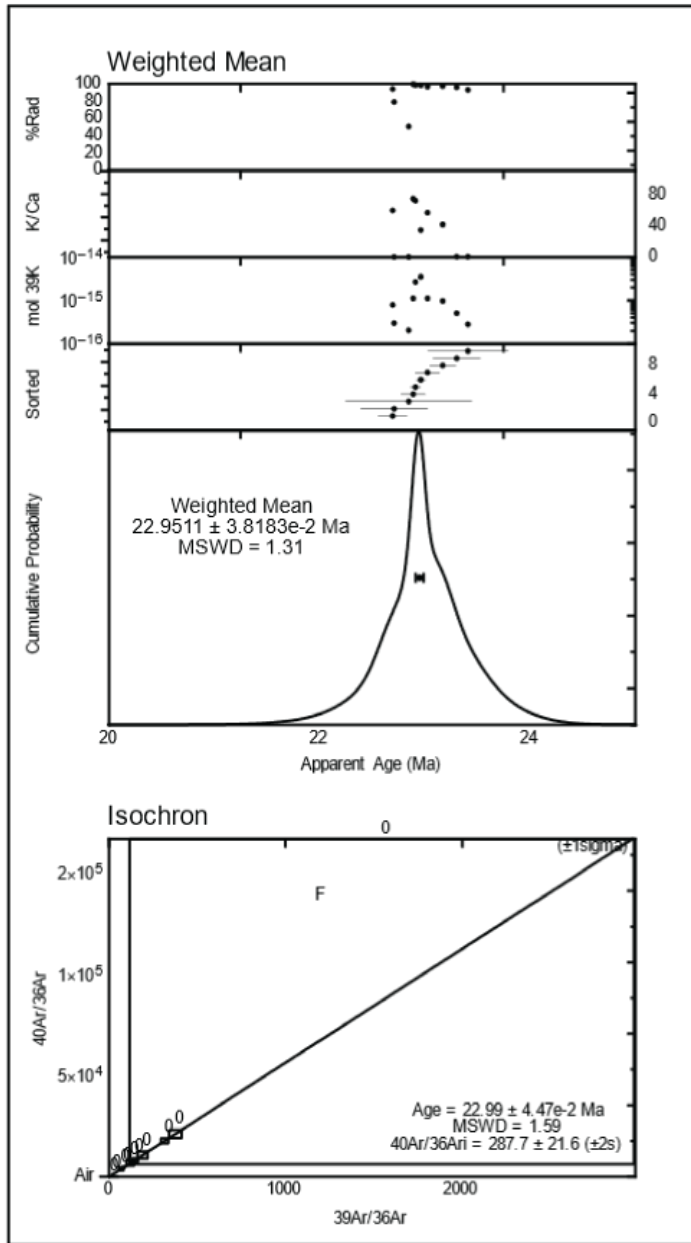 Weighted Mean
100
80
60
40
20
0
%Rad
K/Ca
80
40
0
10⁻¹⁴
10⁻¹⁵
10⁻¹⁶
mol 39K
Sorted
8
4
0
Cumulative Probability
Weighted Mean
22.9511 ± 3.8183e-2 Ma
MSWD = 1.31
20
22
24
Apparent Age (Ma)
Isochron
0
(±1sigma)
F
2×10⁵
1×10⁵
5×10⁴
Air
40Ar/36Ar
0 0
Age = 22.99 ± 4.47e-2 Ma
MSWD = 1.59
40Ar/36Ari = 287.7 ± 21.6 (±2s)
0
1000
2000
39Ar/36Ar